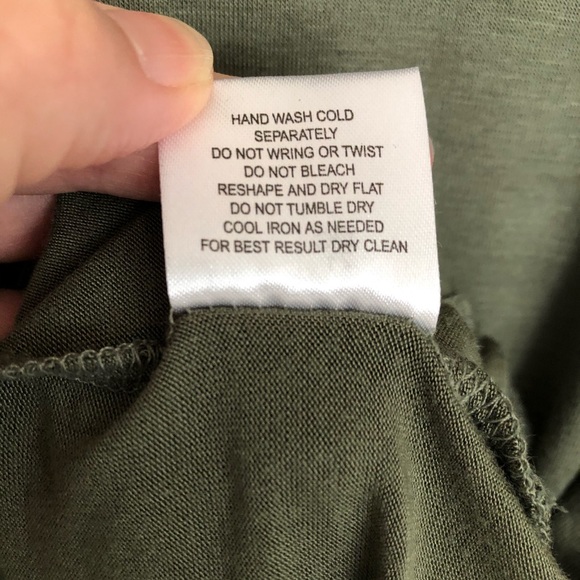 HAND WASH COLD
SEPARATELY
DO NOT WRING OR TWIST
DO NOT BLEACH
RESHAPE AND DRY FLAT
DO NOT TUMBLE DRY
COOL IRON AS NEEDED
FOR BEST RESULT DRY CLEAN